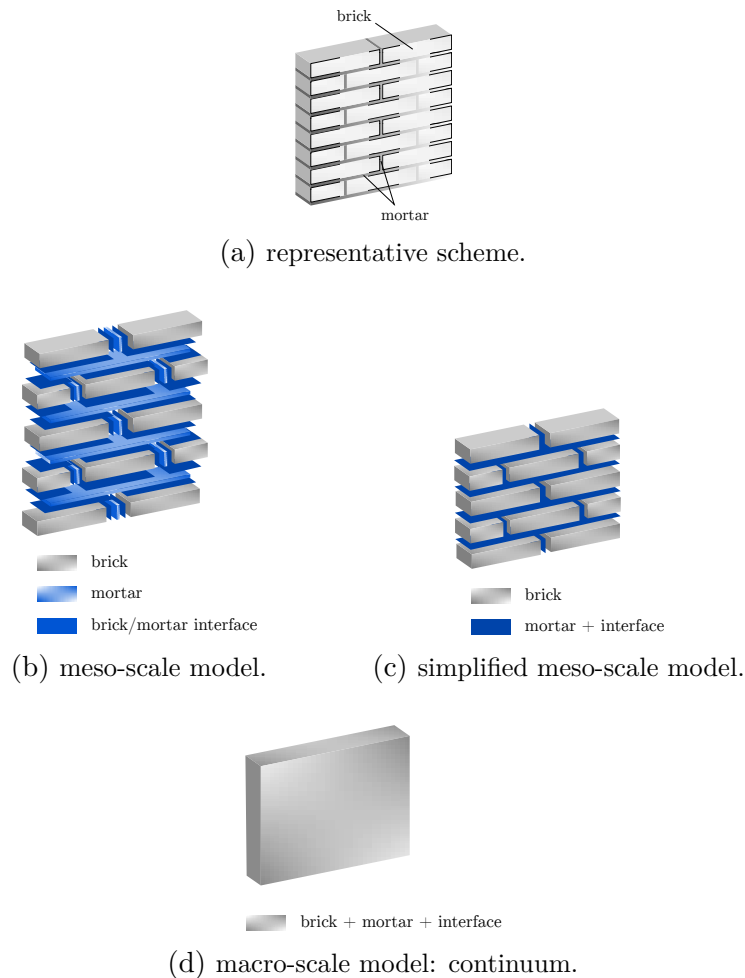 brick
mortar
(a) representative scheme.
brick
mortar
brick/mortar interface
(b) meso-scale model.
brick
mortar + interface
(c) simplified meso-scale model.
brick + mortar + interface
(d) macro-scale model: continuum.